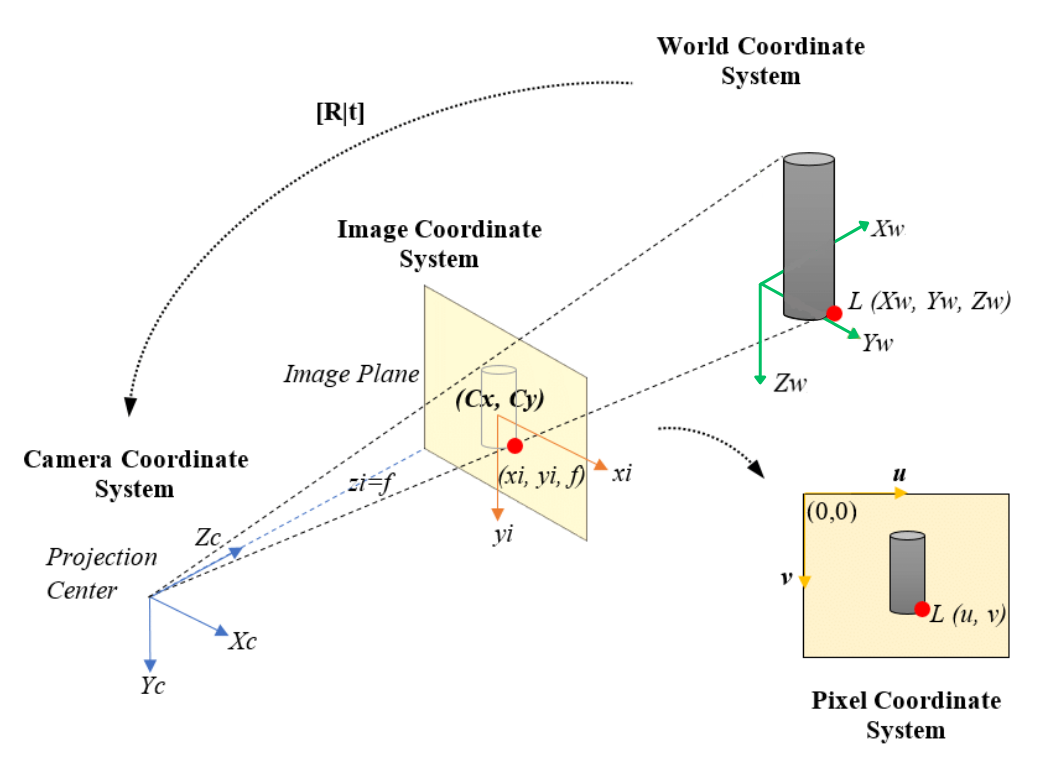 World Coordinate
System
[R|t]
Image Coordinate
System
Xw
L (Xw, Yw, Zw)
Yw
Zw
Image Plane
(Cx, Cy)
Camera Coordinate
System
zi=f
(xi, yi, f)
xi
yi
u
(0,0)
v
L (u, v)
Zc
Projection
Center
Xc
Yc
Pixel Coordinate
System